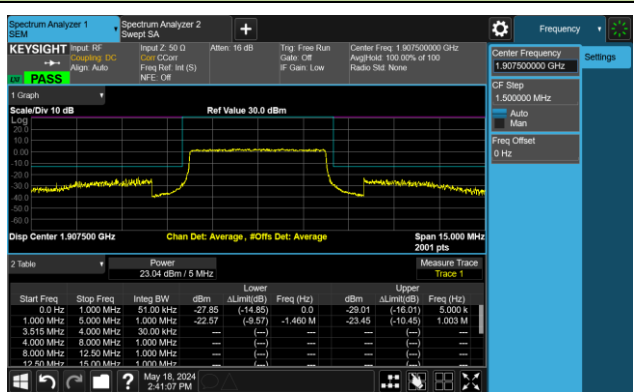 Spectrum Analyzer 1
SEM
Spectrum Analyzer 2
Swept SA
Frequency
KEYSIGHT
Input: RF
Coupling: DC
Align: Auto
Input Z: 50 Ω
Corr CCorr
Freq Ref: Int (S)
NFE: Off
Atten: 16 dB
Trig: Free Run
Gate: Off
IF Gain: Low
Center Freq: 1.907500000 GHz
Avg|Hold: 100.00% of 100
Radio Std: None
PASS
Center Frequency
1.907500000 GHz
Settings
CF Step
1.500000 MHz
Auto
Man
Freq Offset
0 Hz
1 Graph
Scale/Div 10 dB
Ref Value 30.0 dBm
Log
20.0
10.0
0.00
-10.0
-20.0
-30.0
-40.0
-50.0
-60.0
Disp Center 1.907500 GHz
Chan Det: Average , #Offs Det: Average
Span 15.000 MHz
2001 pts
2 Table
Power
23.04 dBm / 5 MHz
Measure Trace
Trace 1
Lower Upper
Start Freq Stop Freq Integ BW dBm ΔLimit(dB) Freq (Hz) dBm ΔLimit(dB) Freq (Hz)
0.0 Hz 1.000 MHz 51.00 kHz -27.85 (-14.85) 0.0 -29.01 (-16.01) 5.000 k
1.000 MHz 5.000 MHz 1.000 MHz -22.57 (-9.57) -1.460 M -23.45 (-10.45) 1.003 M
3.515 MHz 4.000 MHz 30.00 kHz --- (---) --- --- (---) ---
4.000 MHz 8.000 MHz 1.000 MHz --- (---) --- --- (---) ---
8.000 MHz 12.50 MHz 1.000 MHz --- (---) --- --- (---) ---
12.50 MHz 15.00 MHz 1.000 MHz --- (---) --- --- (---) ---
May 18, 2024
2:41:07 PM